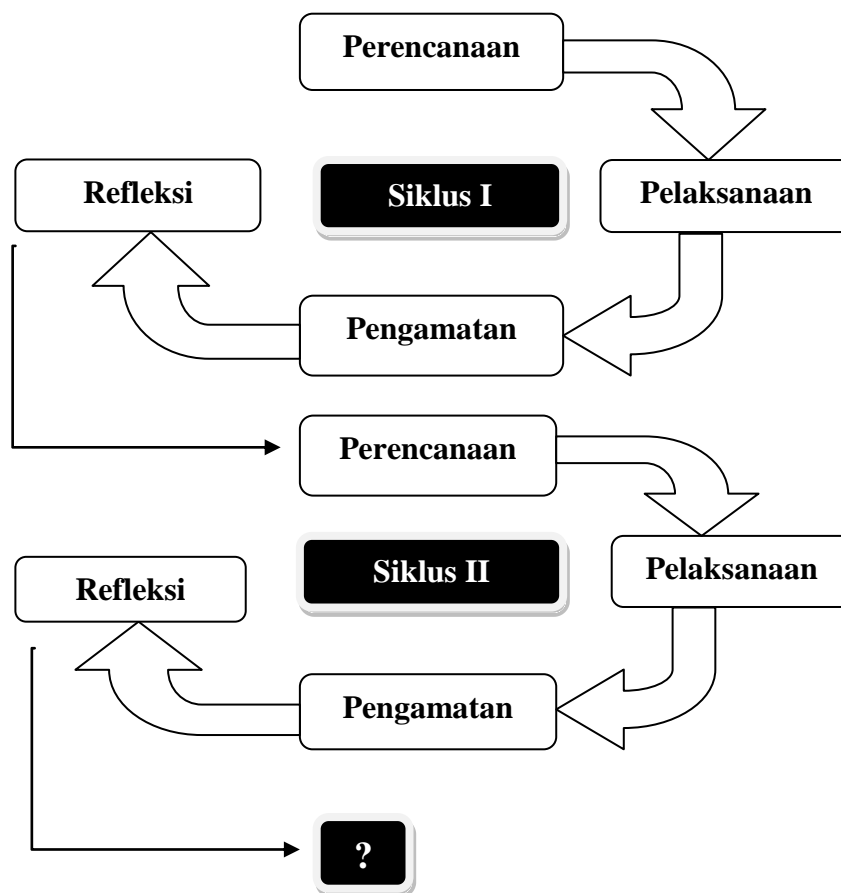 Perencanaan
Refleksi
Siklus I
Pelaksanaan
Pengamatan
Perencanaan
Refleksi
Siklus II
Pelaksanaan
Pengamatan
?